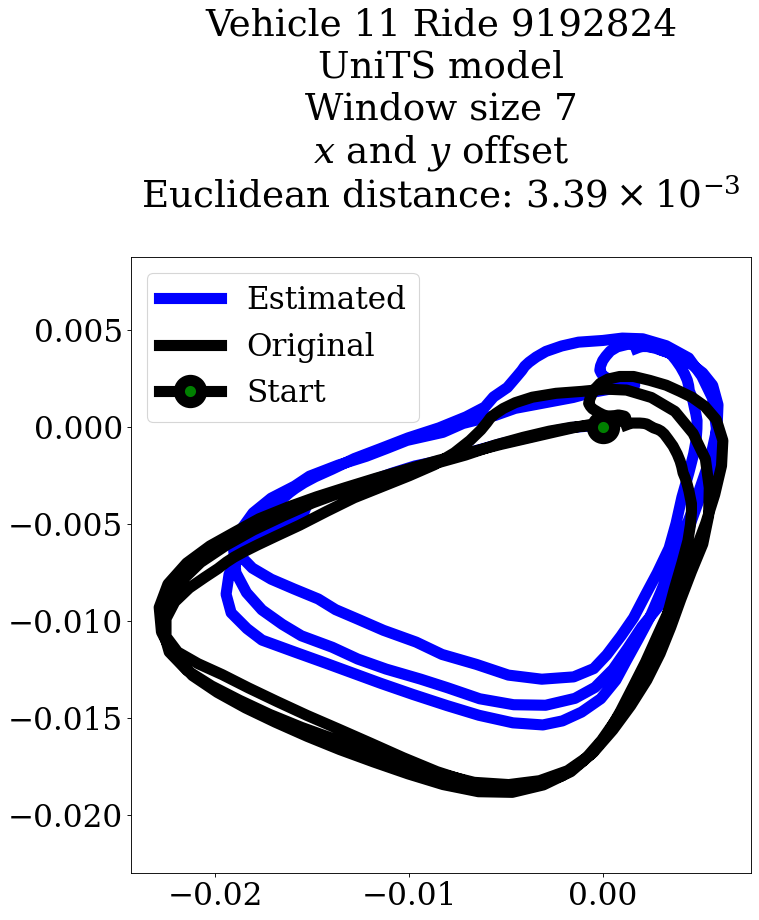 Vehicle 11 Ride 9192824
UniTS model
Window size 7
x and y offset
Euclidean distance: 3.39 × 10⁻³
Estimated
Original
Start
0.005
0.000
−0.005
−0.010
−0.015
−0.020
−0.02 −0.01 0.00